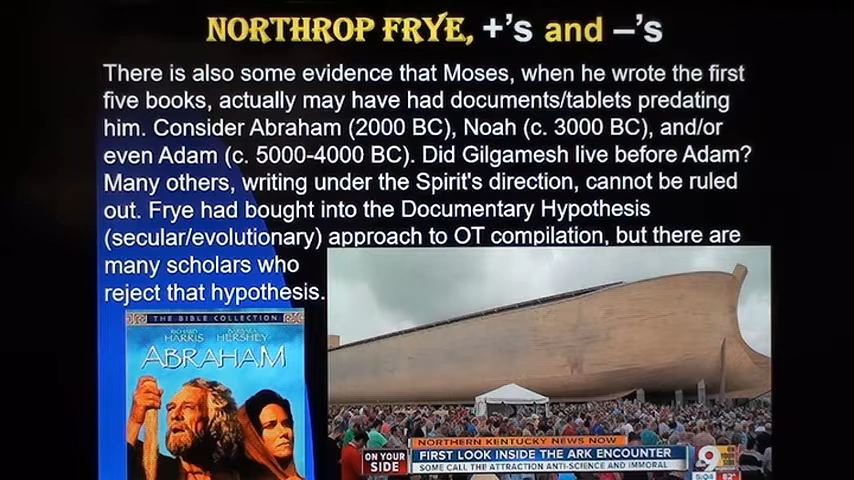 NORTHROP FRYE, +'s and –'s
There is also some evidence that Moses, when he wrote the first
five books, actually may have had documents/tablets predating
him. Consider Abraham (2000 BC), Noah (c. 3000 BC), and/or
even Adam (c. 5000-4000 BC). Did Gilgamesh live before Adam?
Many others, writing under the Spirit's direction, cannot be ruled
out. Frye had bought into the Documentary Hypothesis
(secular/evolutionary) approach to OT compilation, but there are
many scholars who
reject that hypothesis.
THE BIBLE COLLECTION
RICHARD HARRIS
BARBARA HERSHEY
ABRAHAM
NORTHERN KENTUCKY NEWS NOW
ON YOUR SIDE
FIRST LOOK INSIDE THE ARK ENCOUNTER
SOME CALL THE ATTRACTION ANTI-SCIENCE AND IMMORAL
9
5:04 82°